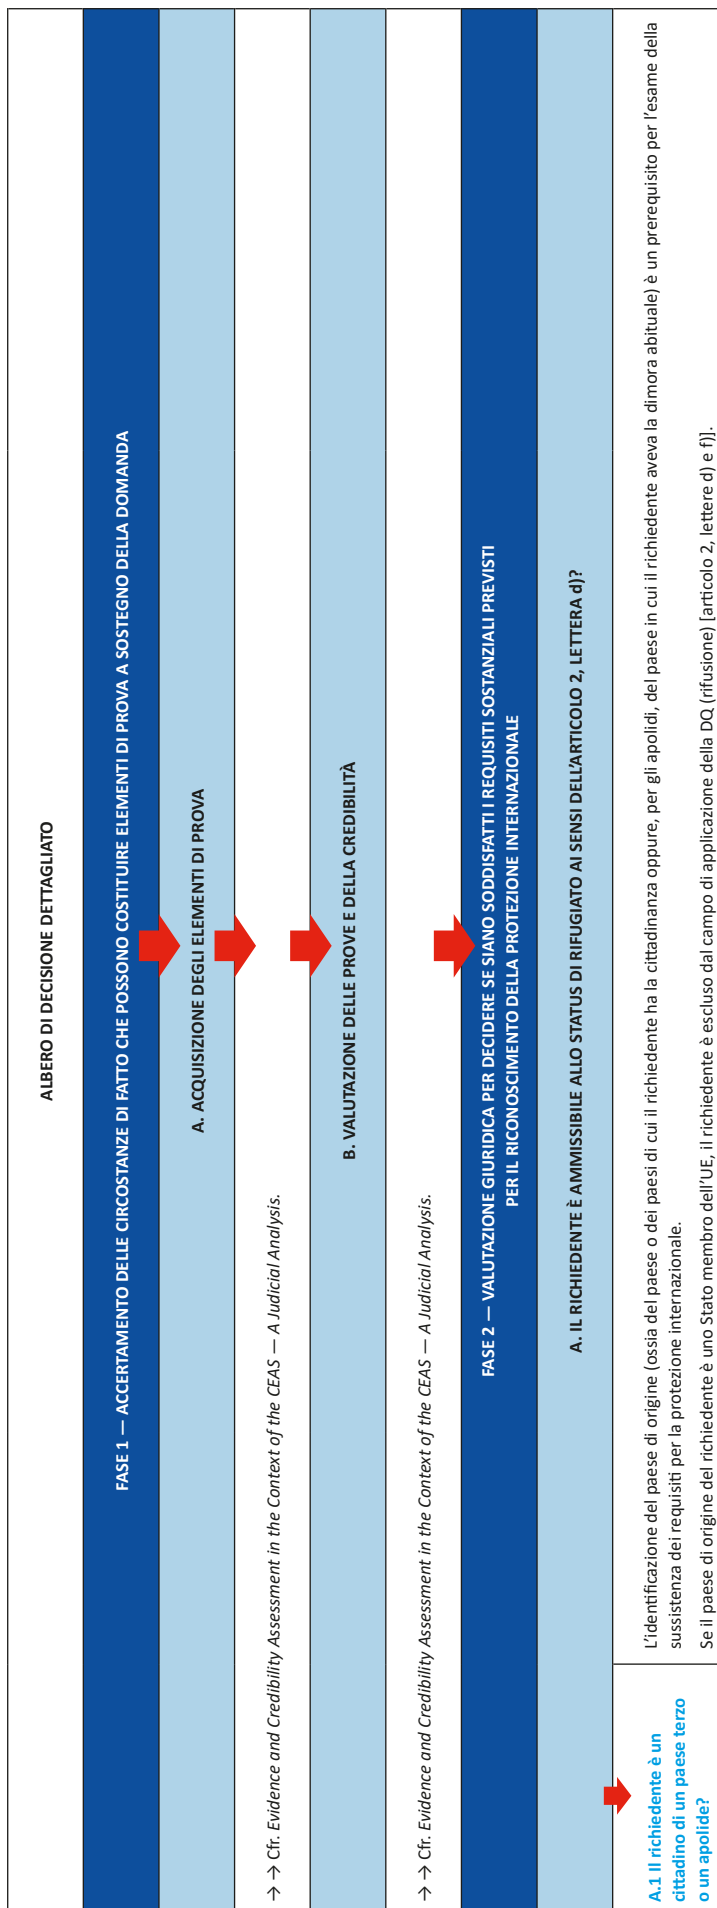 ALBERO DI DECISIONE DETTAGLIATO
FASE 1 — ACCERTAMENTO DELLE CIRCOSTANZE DI FATTO CHE POSSONO COSTITUIRE ELEMENTI DI PROVA A SOSTEGNO DELLA DOMANDA
A. ACQUISIZIONE DEGLI ELEMENTI DI PROVA
→ → Cfr. Evidence and Credibility Assessment in the Context of the CEAS — A Judicial Analysis.
B. VALUTAZIONE DELLE PROVE E DELLA CREDIBILITÀ
→ → Cfr. Evidence and Credibility Assessment in the Context of the CEAS — A Judicial Analysis.
FASE 2 — VALUTAZIONE GIURIDICA PER DECIDERE SE SIANO SODDISFATTI I REQUISITI SOSTANZIALI PREVISTI
PER IL RICONOSCIMENTO DELLA PROTEZIONE INTERNAZIONALE
A. IL RICHIEDENTE È AMMISSIBILE ALLO STATUS DI RIFUGIATO AI SENSI DELL'ARTICOLO 2, LETTERA d)?
A.1 Il richiedente è un
cittadino di un paese terzo
o un apolide?
L'identificazione del paese di origine (ossia del paese o dei paesi di cui il richiedente ha la cittadinanza oppure, per gli apolidi, del paese in cui il richiedente aveva la dimora abituale) è un prerequisito per l'esame della
sussistenza dei requisiti per la protezione internazionale.
Se il paese di origine del richiedente è uno Stato membro dell'UE, il richiedente è escluso dal campo di applicazione della DQ (rifusione) [articolo 2, lettere d) e f)].